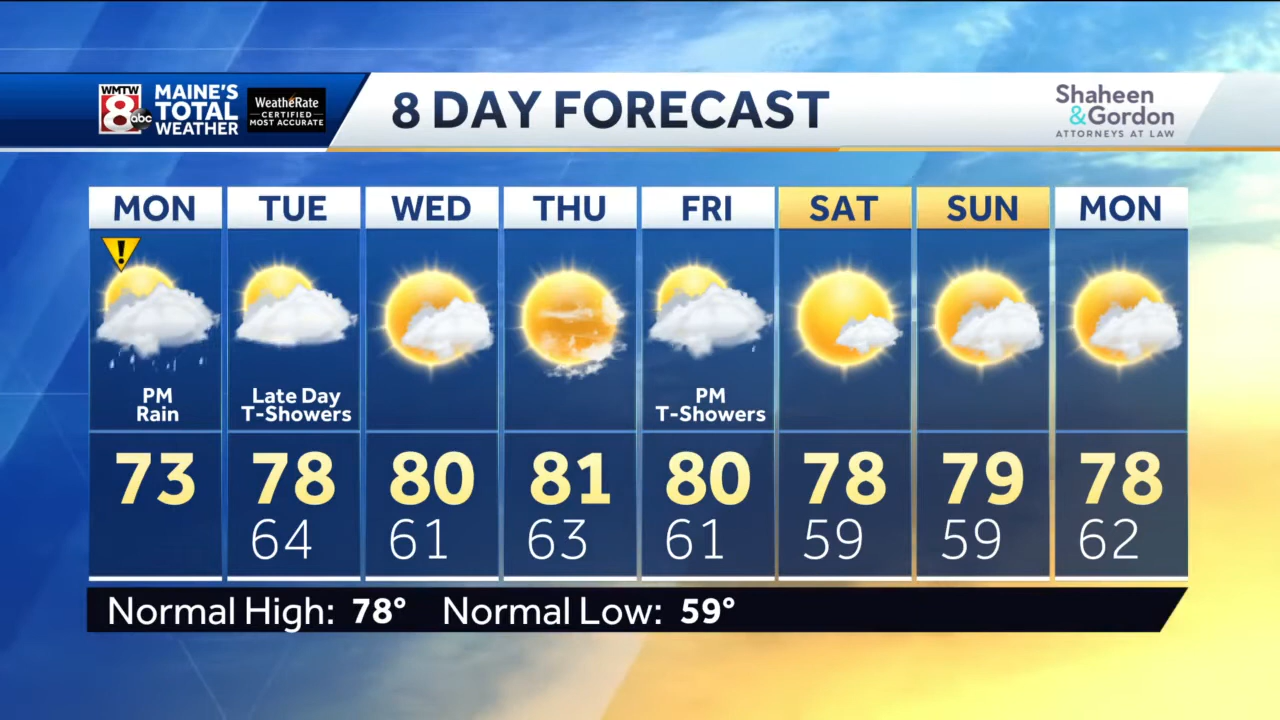 WMTW
8
abc
MAINE'S
TOTAL
WEATHER
WeatheRate
CERTIFIED
MOST ACCURATE
8 DAY FORECAST
Shaheen
&Gordon
ATTORNEYS AT LAW
MON TUE WED THU FRI SAT SUN MON
!
PM
Rain
Late Day
T-Showers
PM
T-Showers
73 78 80 81 80 78 79 78
64 61 63 61 59 59 62
Normal High: 78° Normal Low: 59°